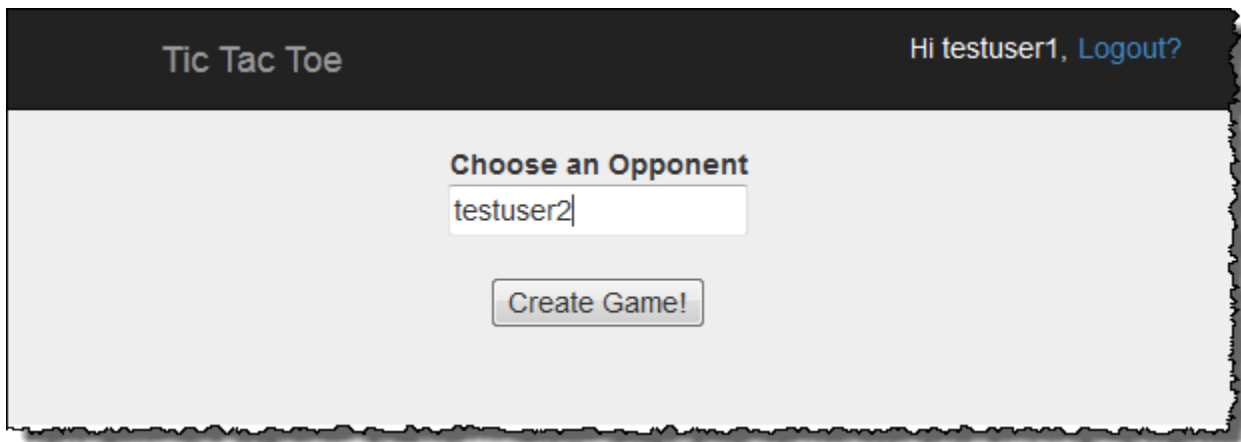 Tic Tac Toe
Hi testuser1, Logout?
Choose an Opponent
testuser2
Create Game!